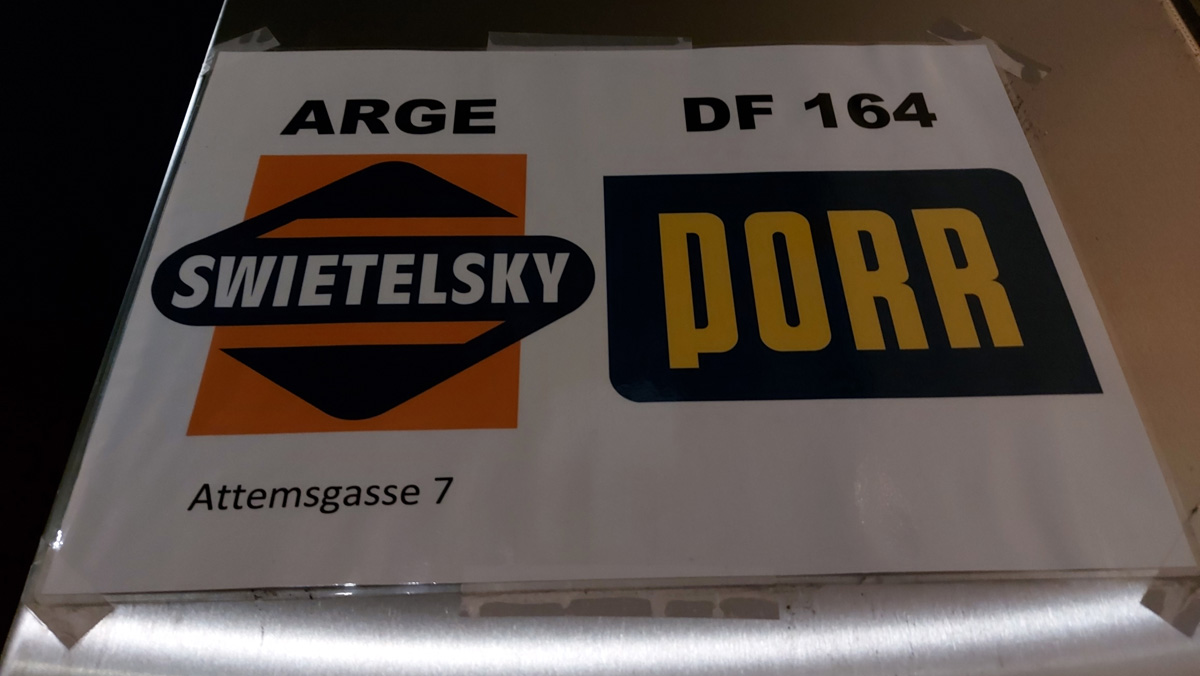 ARGE DF 164
SWIETELSKY PORR
Attemsgasse 7